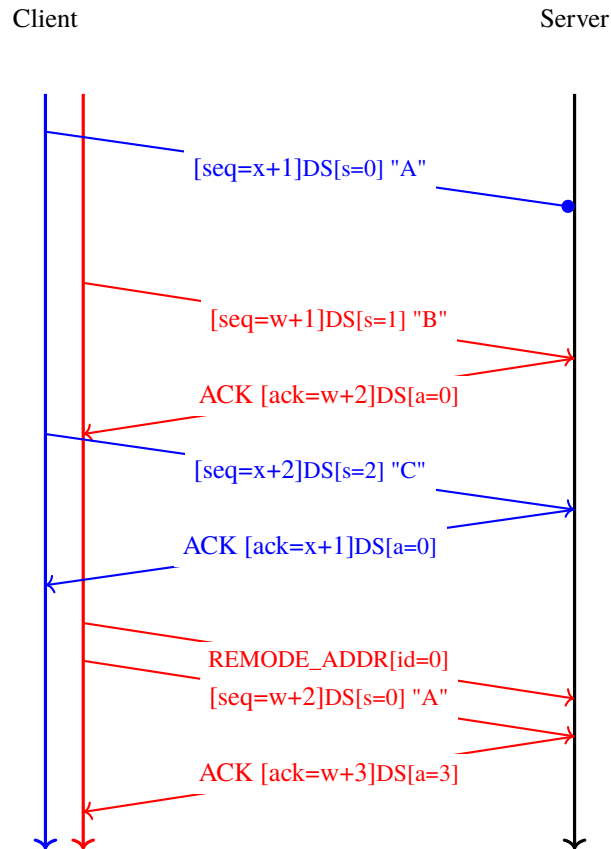 Client Server
[seq=x+1]DS[s=0] "A"
[seq=w+1]DS[s=1] "B"
ACK [ack=w+2]DS[a=0]
[seq=x+2]DS[s=2] "C"
ACK [ack=x+1]DS[a=0]
REMODE_ADDR[id=0]
[seq=w+2]DS[s=0] "A"
ACK [ack=w+3]DS[a=3]